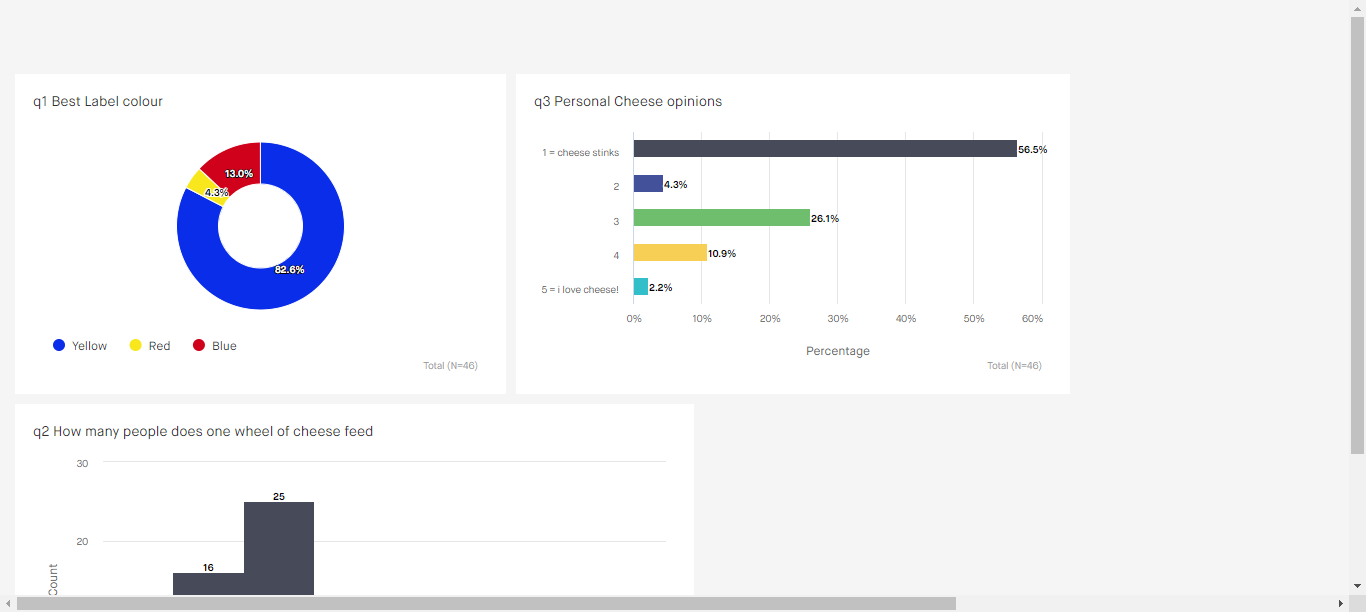 q1 Best Label colour
13.0%
4.3%
82.6%
Yellow Red Blue
Total (N=46)
q3 Personal Cheese opinions
1 = cheese stinks 56.5%
2 4.3%
3 26.1%
4 10.9%
5 = i love cheese! 2.2%
0% 10% 20% 30% 40% 50% 60%
Percentage
Total (N=46)
q2 How many people does one wheel of cheese feed
30
25
20
16
Count